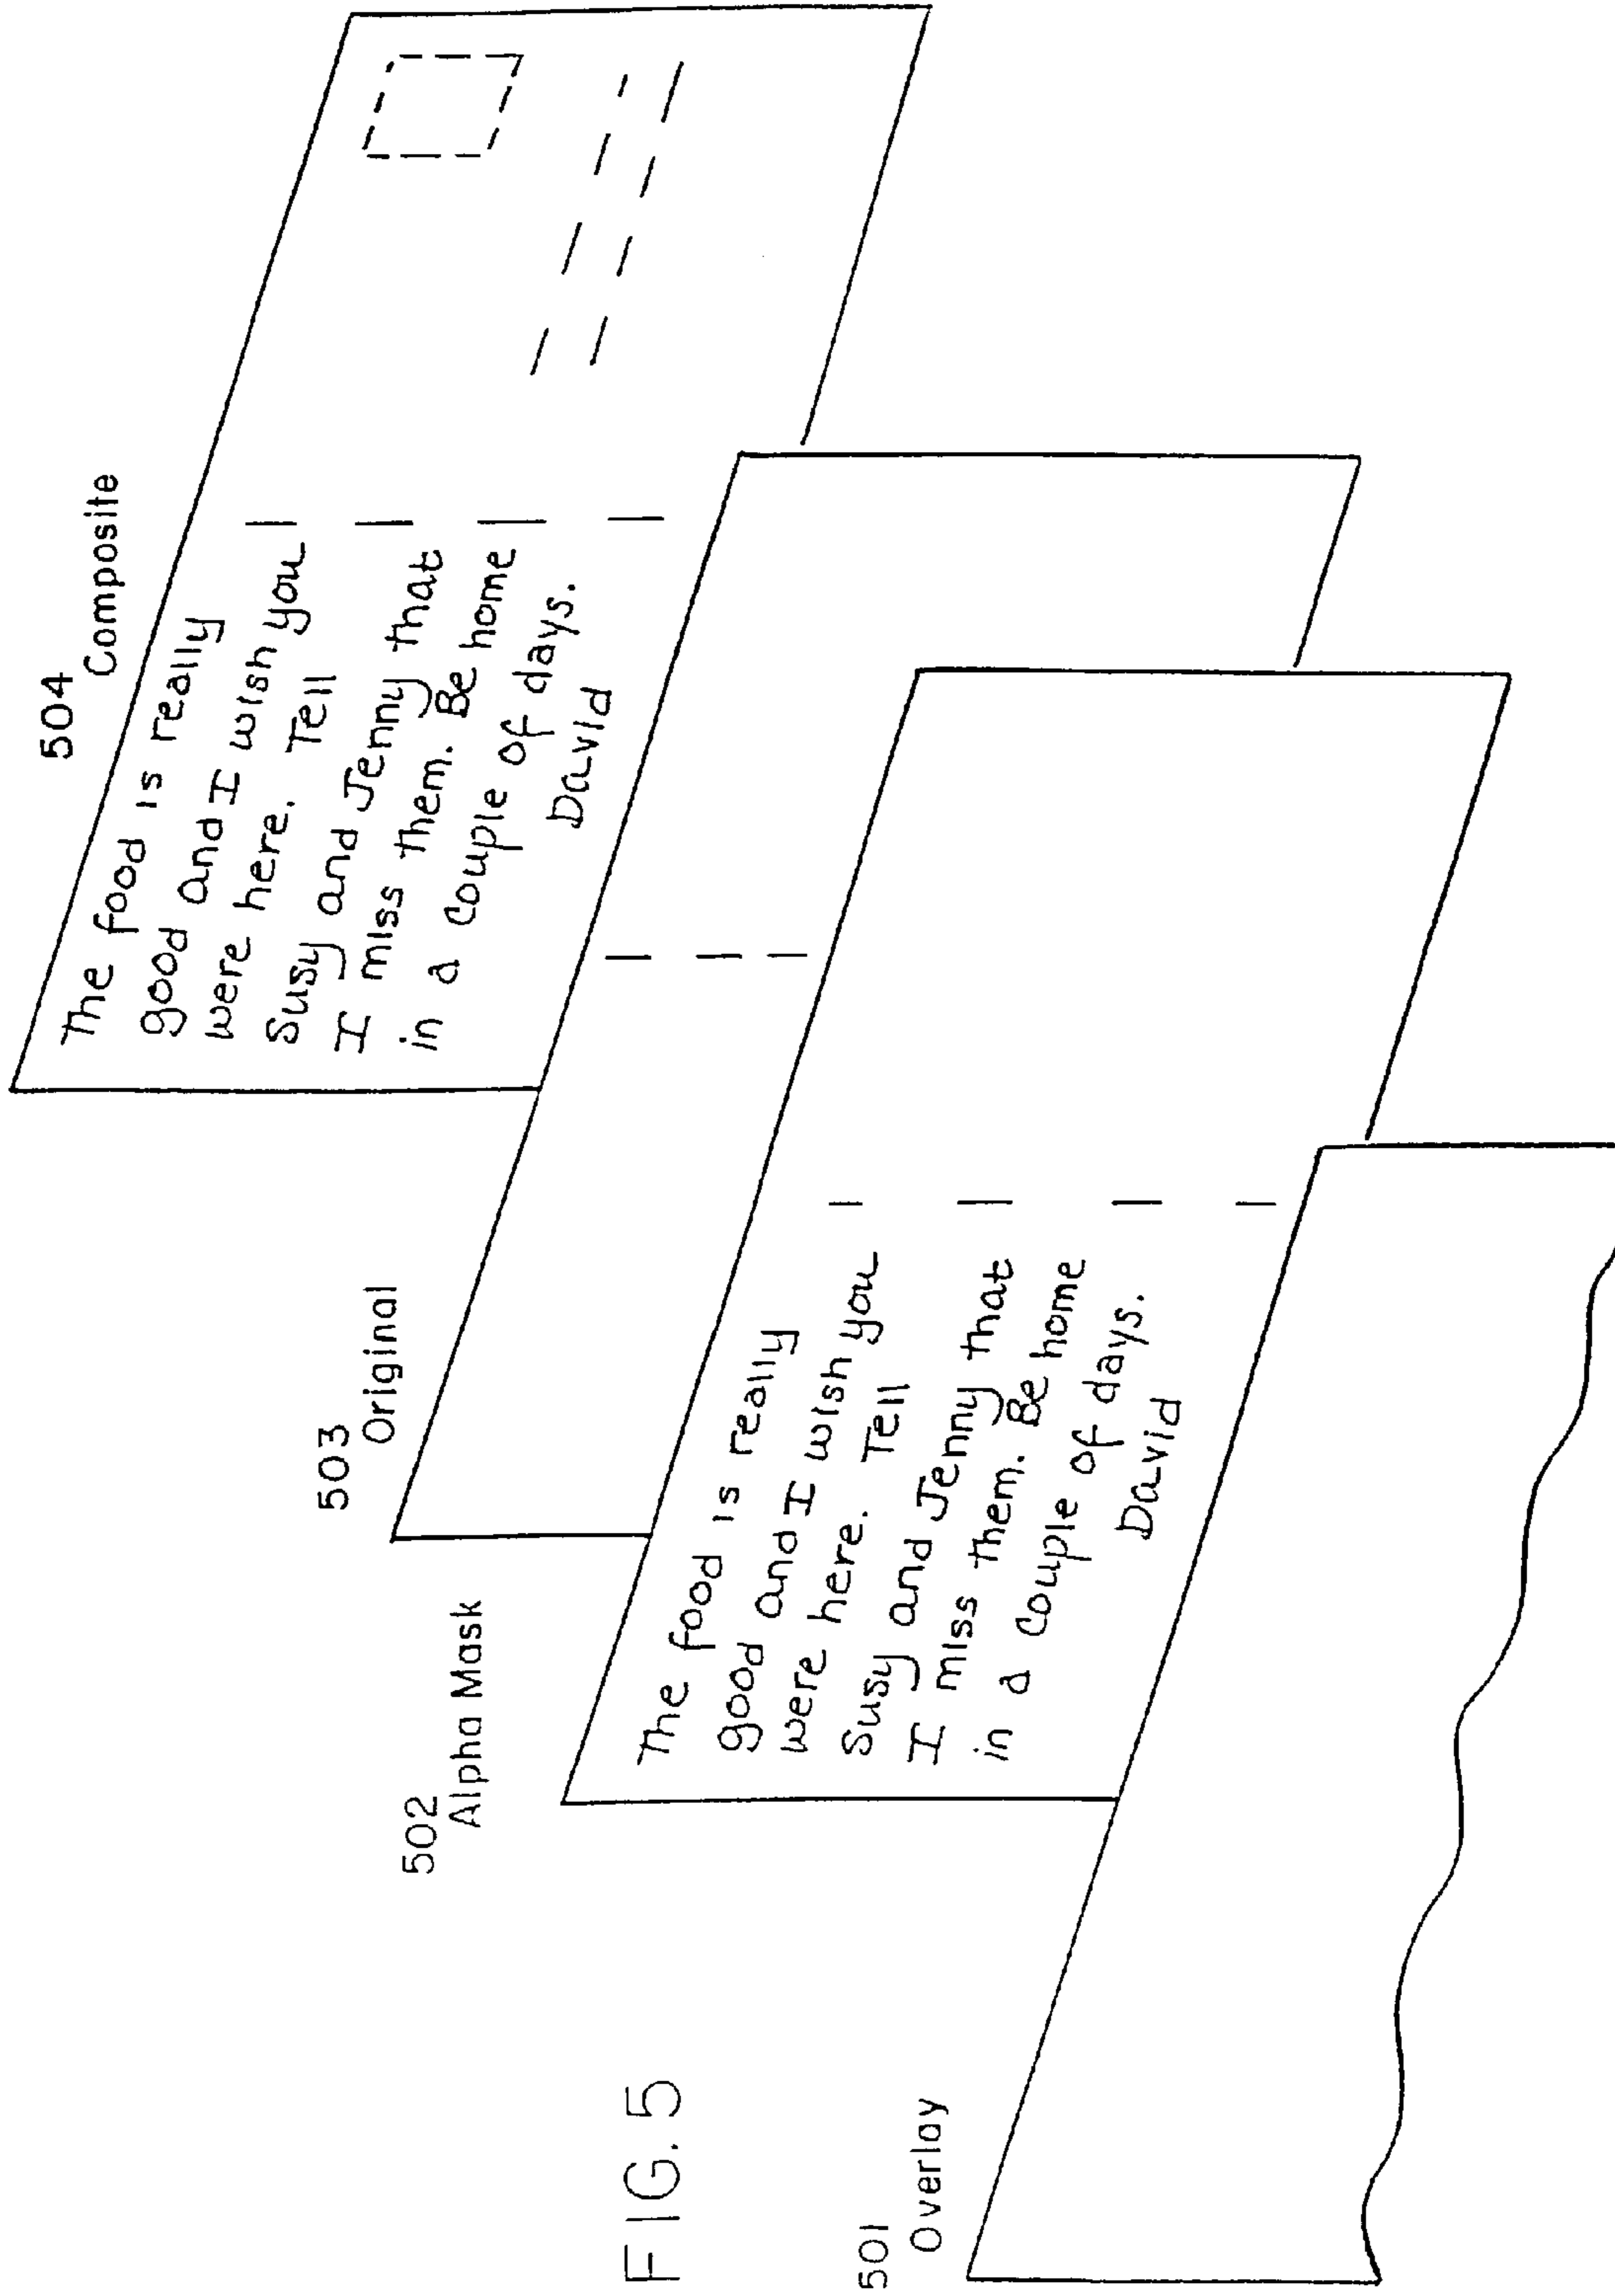 FIG. 5
501
Overlay
502
Alpha Mask
The food is really
good and I wish you
were here. Tell
Susy and Jenny that
I miss them. Be home
in a couple of days.
David
503
Original
504
Composite
The food is really
good and I wish you
were here. Tell
Susy and Jenny that
I miss them. Be home
in a couple of days.
David